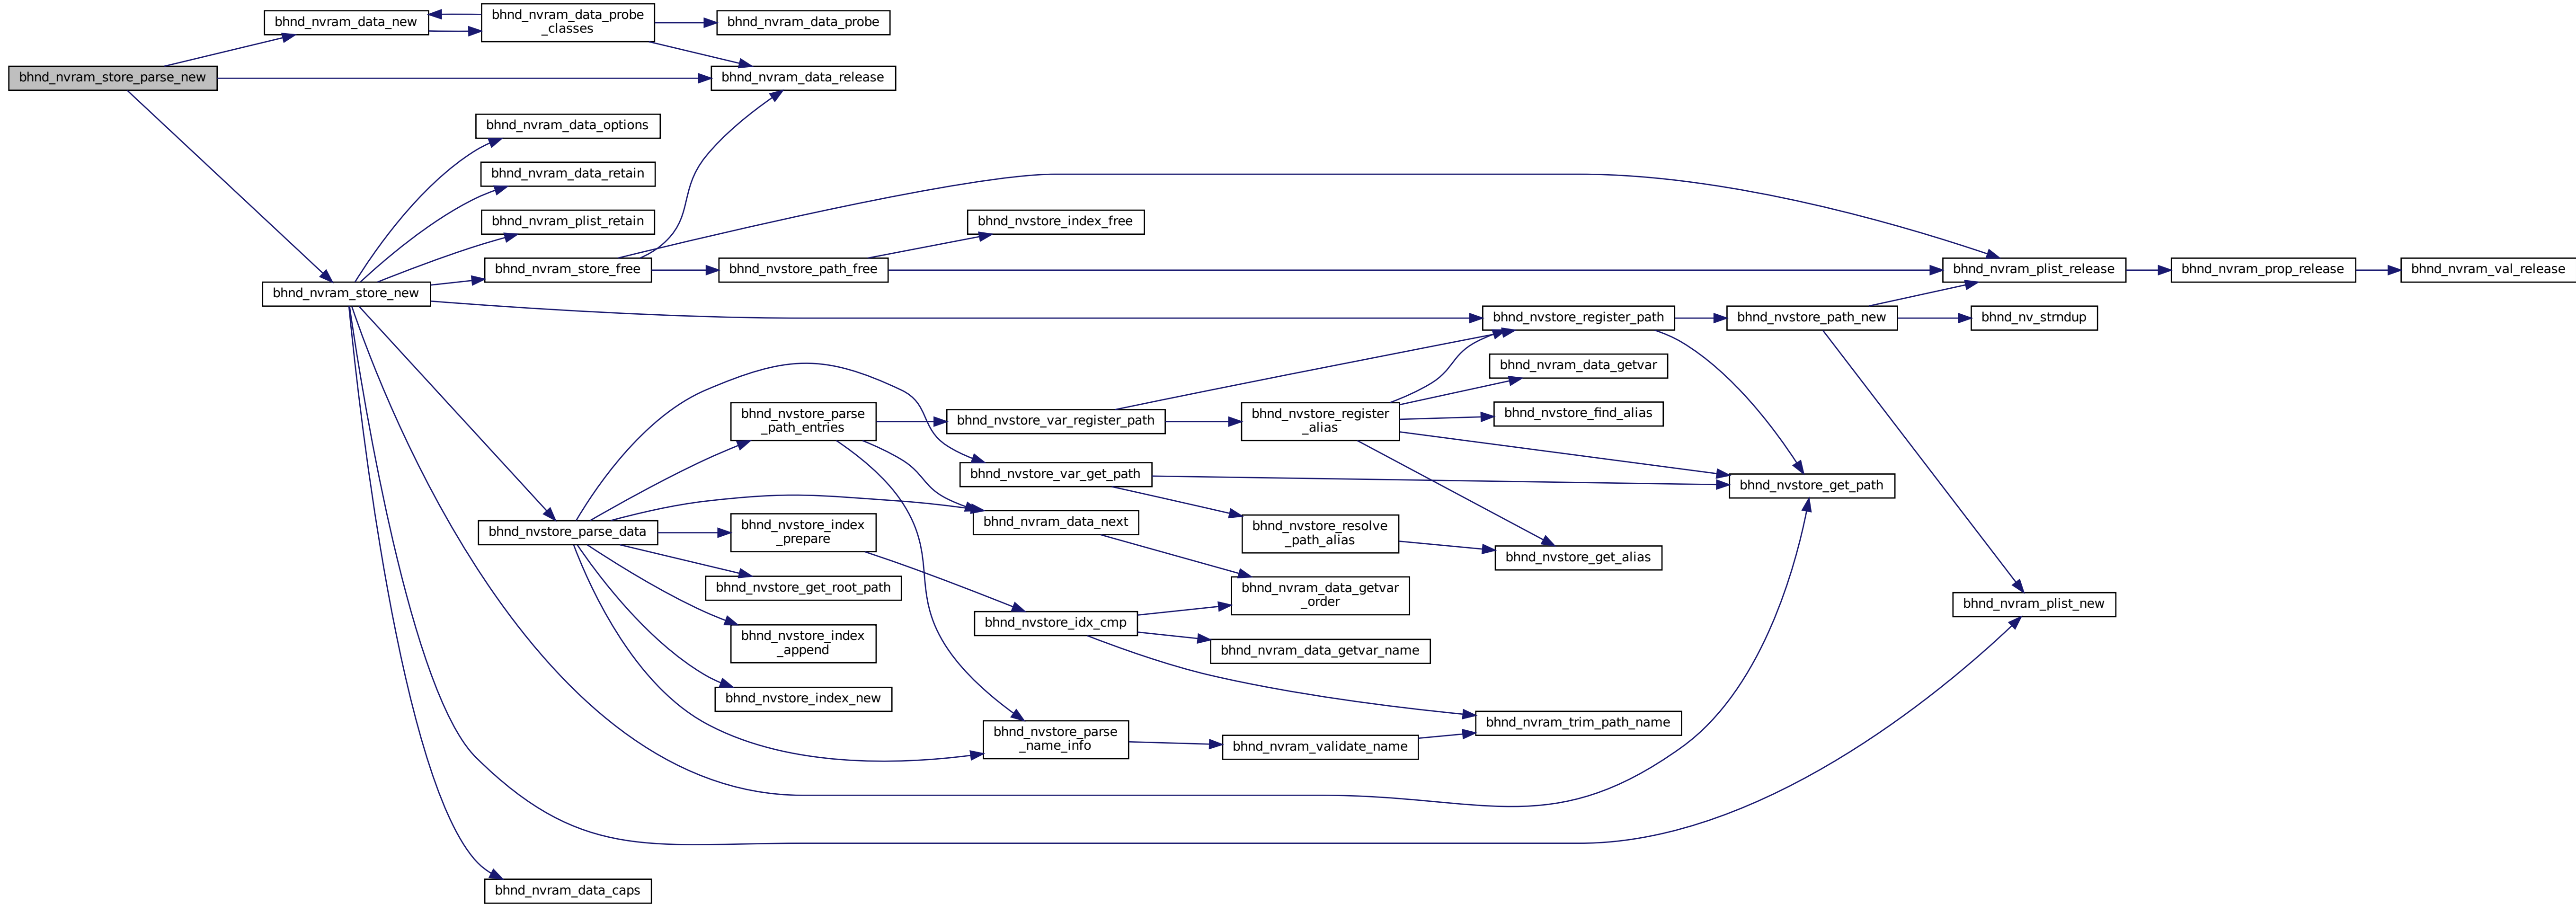 bhnd_nvram_store_parse_new
bhnd_nvram_data_new
bhnd_nvram_data_probe
_classes
bhnd_nvram_data_probe
bhnd_nvram_data_release
bhnd_nvram_data_options
bhnd_nvram_data_retain
bhnd_nvram_plist_retain
bhnd_nvram_store_new
bhnd_nvram_store_free
bhnd_nvstore_path_free
bhnd_nvstore_index_free
bhnd_nvram_plist_release
bhnd_nvram_prop_release
bhnd_nvram_val_release
bhnd_nvstore_register_path
bhnd_nvstore_path_new
bhnd_nv_strndup
bhnd_nvram_data_getvar
bhnd_nvstore_parse
_path_entries
bhnd_nvstore_var_register_path
bhnd_nvstore_register
_alias
bhnd_nvstore_find_alias
bhnd_nvstore_var_get_path
bhnd_nvstore_get_path
bhnd_nvstore_parse_data
bhnd_nvstore_index
_prepare
bhnd_nvram_data_next
bhnd_nvstore_resolve
_path_alias
bhnd_nvstore_get_alias
bhnd_nvstore_get_root_path
bhnd_nvram_data_getvar
_order
bhnd_nvram_plist_new
bhnd_nvstore_idx_cmp
bhnd_nvstore_index
_append
bhnd_nvram_data_getvar_name
bhnd_nvstore_index_new
bhnd_nvstore_parse
_name_info
bhnd_nvram_validate_name
bhnd_nvram_trim_path_name
bhnd_nvram_data_caps